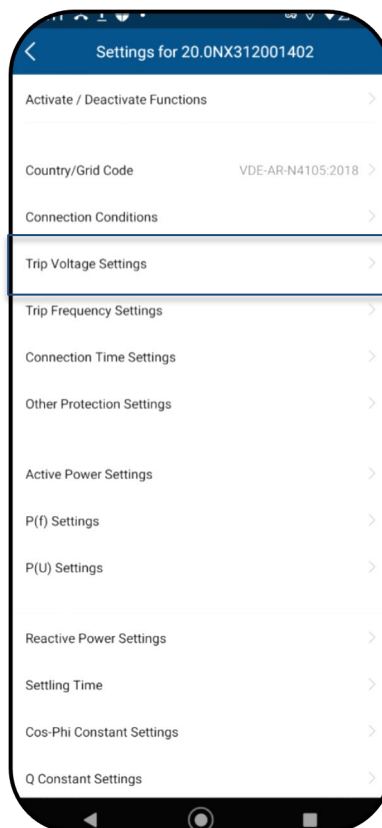 Settings for 20.0NX312001402
Activate / Deactivate Functions
Country/Grid Code VDE-AR-N4105:2018
Connection Conditions
Trip Voltage Settings
Trip Frequency Settings
Connection Time Settings
Other Protection Settings
Active Power Settings
P(f) Settings
P(U) Settings
Reactive Power Settings
Settling Time
Cos-Phi Constant Settings
Q Constant Settings